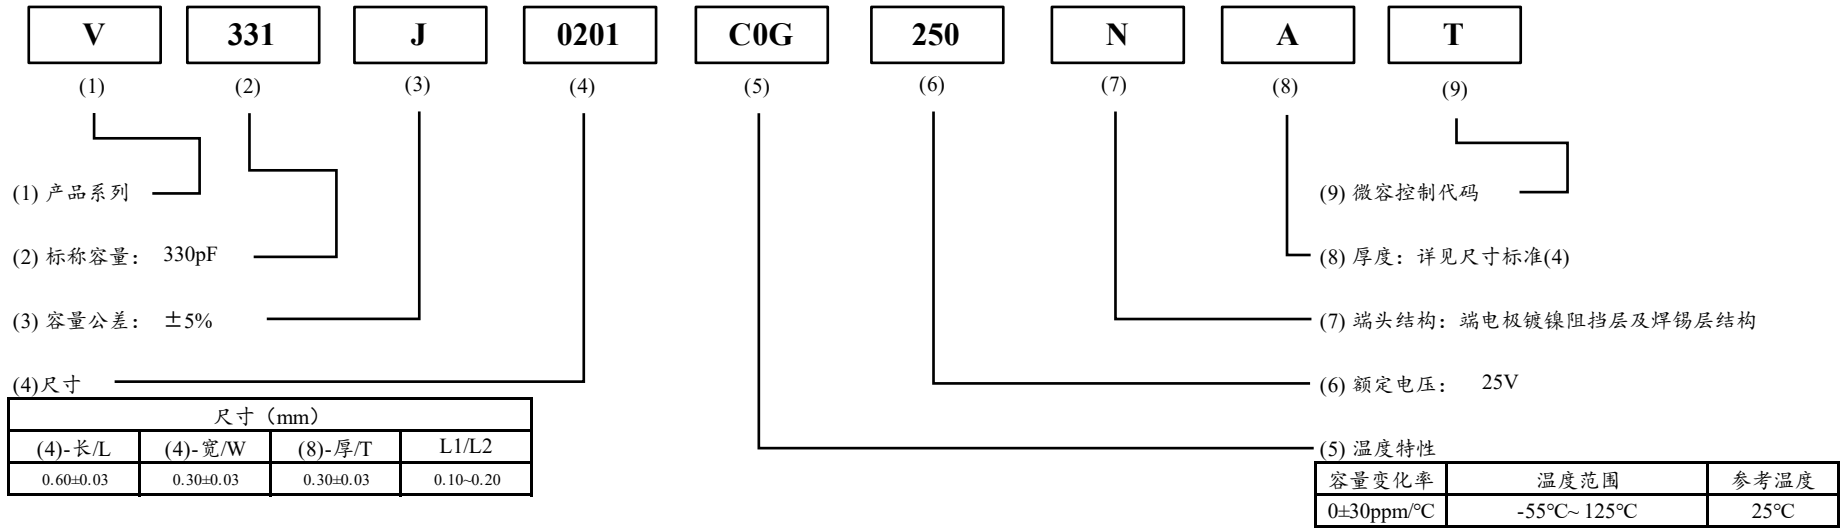 V 331 J 0201 C0G 250 N A T
(1) (2) (3) (4) (5) (6) (7) (8) (9)
(1) 产品系列
(9) 微容控制代码
(2) 标称容量： 330pF
(8) 厚度：详见尺寸标准(4)
(3) 容量公差： ±5%
(7) 端头结构：端电极镀镍阻挡层及焊锡层结构
(4)尺寸
(6) 额定电压： 25V
尺寸（mm）
(4)-长/L (4)-宽/W (8)-厚/T L1/L2
0.60±0.03 0.30±0.03 0.30±0.03 0.10~0.20
(5) 温度特性
容量变化率 温度范围 参考温度
0±30ppm/℃ -55℃~ 125℃ 25℃